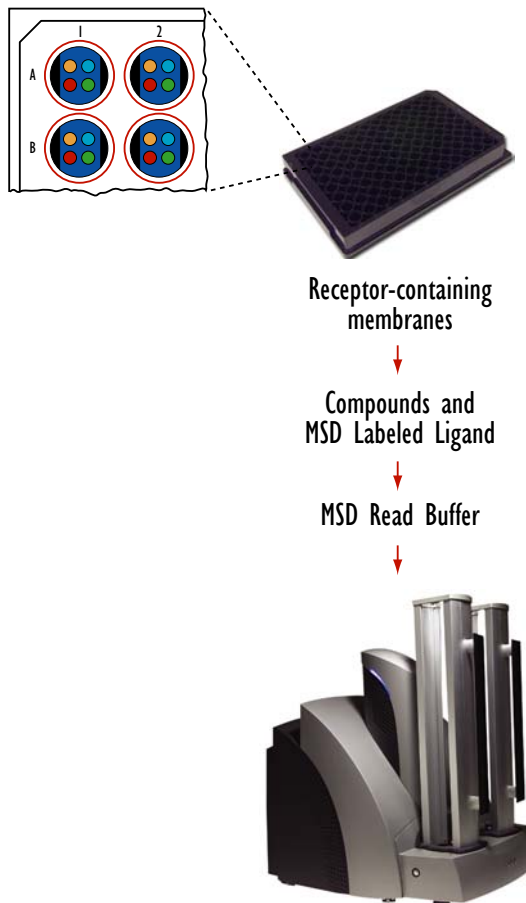 1 2
A
B
Receptor-containing
membranes
Compounds and
MSD Labeled Ligand
MSD Read Buffer